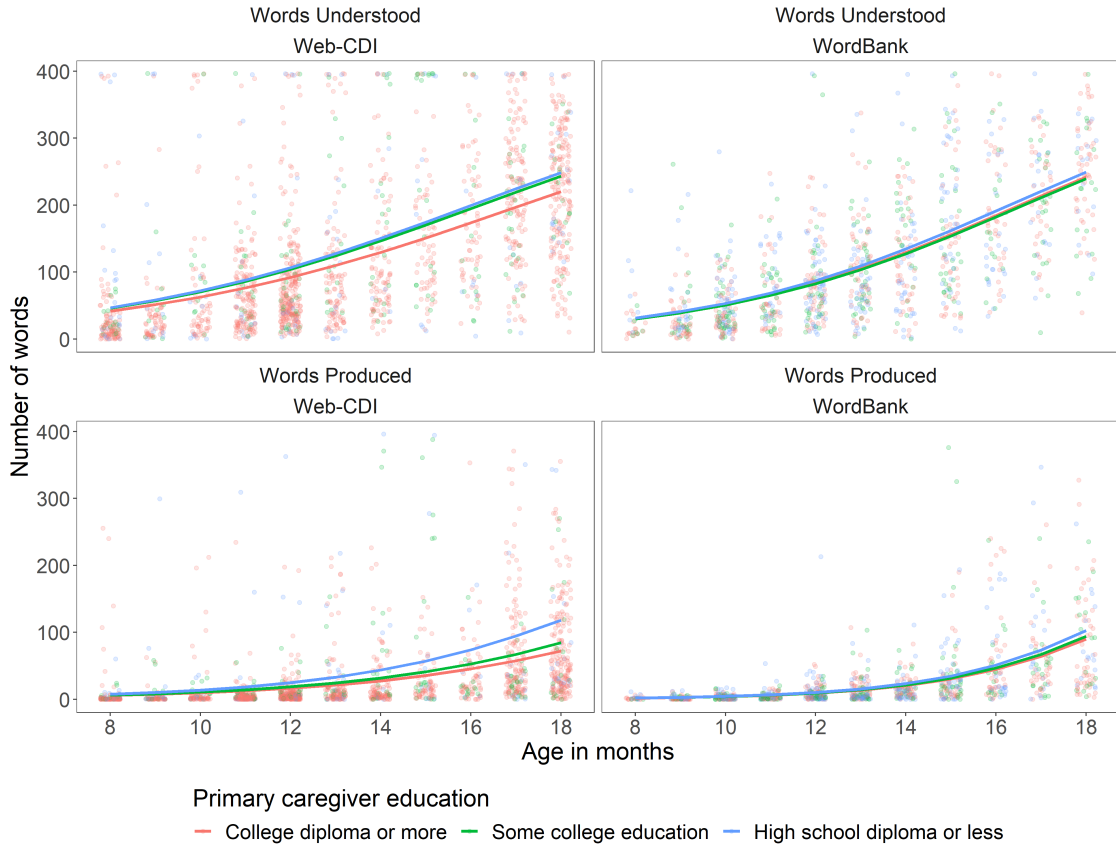 Words Understood
Web-CDI
Words Understood
WordBank
400
300
200
100
0
Words Produced
Web-CDI
Words Produced
WordBank
400
300
200
100
0
Number of words
8 10 12 14 16 18
8 10 12 14 16 18
Age in months
Primary caregiver education
College diploma or more Some college education High school diploma or less